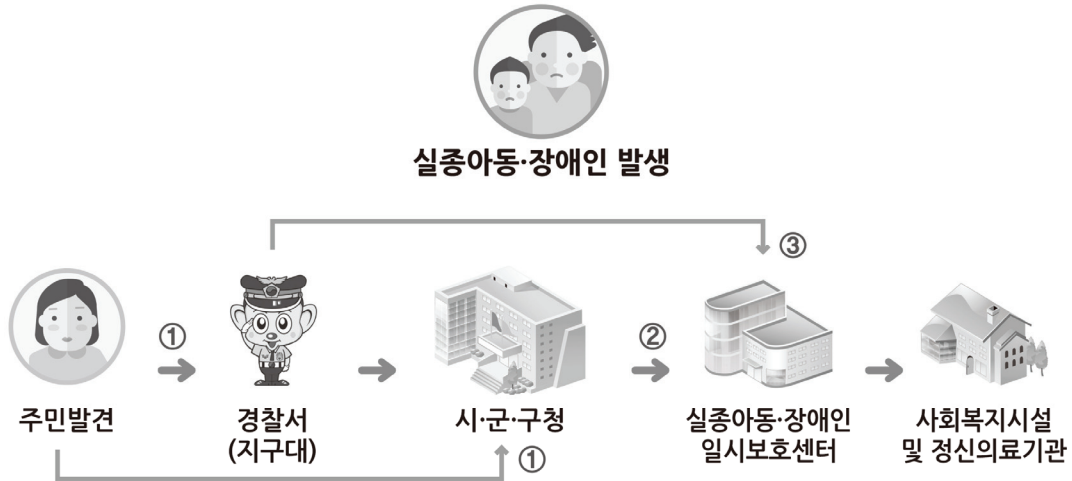 실종아동·장애인 발생
③
①
②
주민발견
경찰서
(지구대)
시·군·구청
실종아동·장애인
일시보호센터
사회복지시설
및 정신의료기관
①